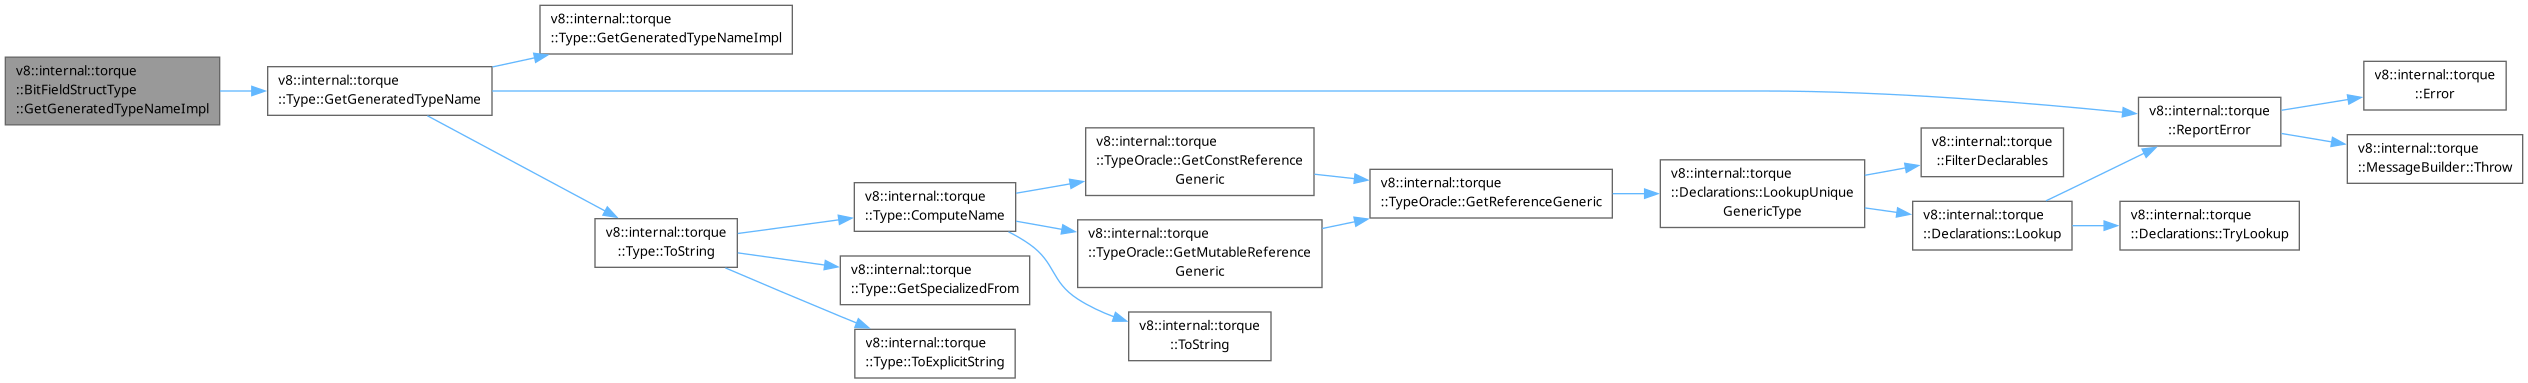 v8::internal::torque
::BitFieldStructType
::GetGeneratedTypeNameImpl
v8::internal::torque
::Type::GetGeneratedTypeName
v8::internal::torque
::Type::GetGeneratedTypeNameImpl
v8::internal::torque
::Type::ToString
v8::internal::torque
::Type::ComputeName
v8::internal::torque
::Type::GetSpecializedFrom
v8::internal::torque
::Type::ToExplicitString
v8::internal::torque
::TypeOracle::GetConstReference
Generic
v8::internal::torque
::TypeOracle::GetMutableReference
Generic
v8::internal::torque
::ToString
v8::internal::torque
::TypeOracle::GetReferenceGeneric
v8::internal::torque
::Declarations::LookupUnique
GenericType
v8::internal::torque
::FilterDeclarables
v8::internal::torque
::Declarations::Lookup
v8::internal::torque
::ReportError
v8::internal::torque
::Declarations::TryLookup
v8::internal::torque
::Error
v8::internal::torque
::MessageBuilder::Throw